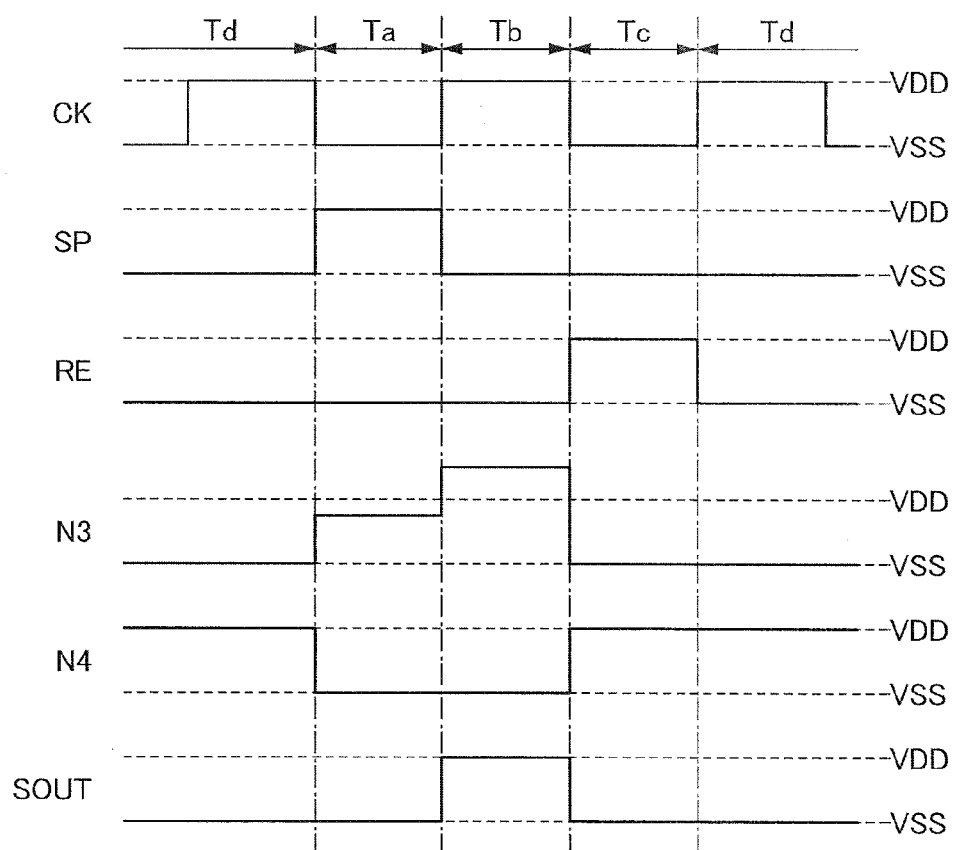 Td Ta Tb Tc Td
CK VDD
VSS
SP VDD
VSS
RE VDD
VSS
N3 VDD
VSS
N4 VDD
VSS
SOUT VDD
VSS